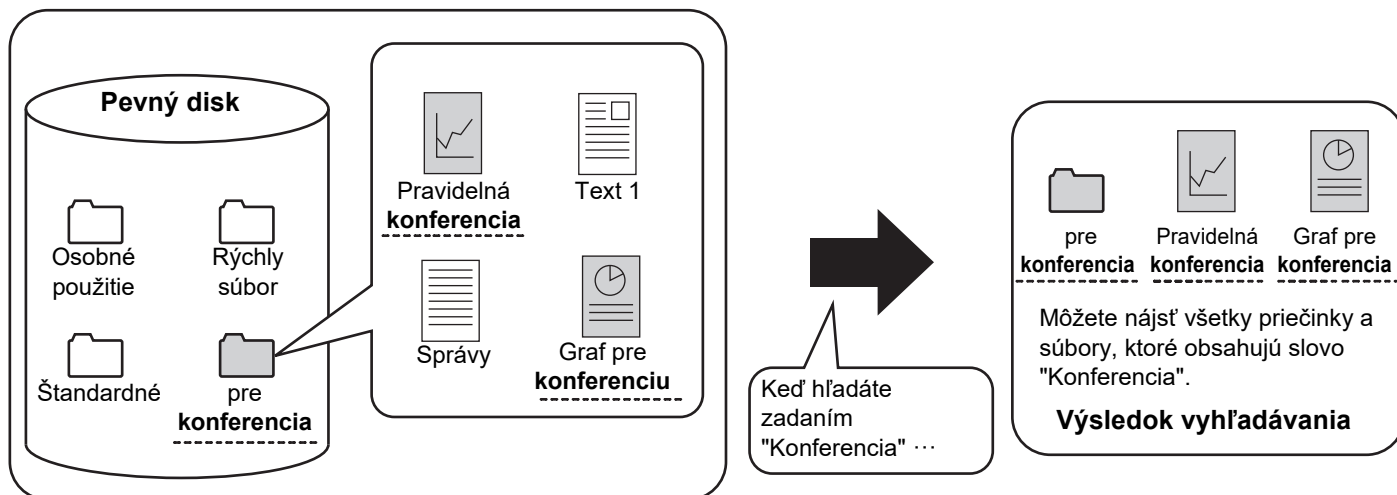 Pevný disk
Osobné
použitie
Rýchly
súbor
Štandardné
pre
konferencia
Pravidelná
konferencia
Text 1
Správy
Graf pre
konferenciu
Keď hľadáte
zadaním
"Konferencia" ⋯
pre
konferencia
Pravidelná
konferencia
Graf pre
konferencia
Môžete nájsť všetky priečinky a
súbory, ktoré obsahujú slovo
"Konferencia".
Výsledok vyhľadávania